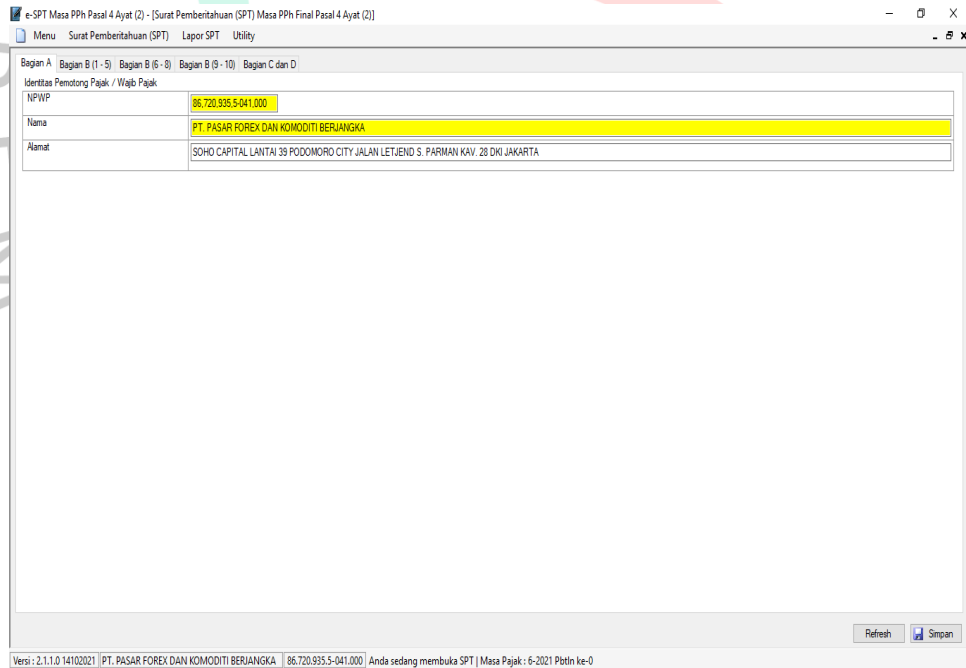 e-SPT Masa PPh Pasal 4 Ayat (2) - [Surat Pemberitahuan (SPT) Masa PPh Final Pasal 4 Ayat (2)]
Menu Surat Pemberitahuan (SPT) Lapor SPT Utility
Bagian A Bagian B (1 - 5) Bagian B (6 - 8) Bagian B (9 - 10) Bagian C dan D
Identitas Pemotong Pajak / Wajib Pajak
NPWP 86,720,935,5-041,000
Nama PT. PASAR FOREX DAN KOMODITI BERJANGKA
Alamat SOHO CAPITAL LANTAI 39 PODOMORO CITY JALAN LETJEND S. PARMAN KAV. 28 DKI JAKARTA
Refresh Simpan
Versi : 2.1.1.0 14102021 PT. PASAR FOREX DAN KOMODITI BERJANGKA 86.720.935.5-041.000 Anda sedang membuka SPT | Masa Pajak : 6-2021 Pbtln ke-0